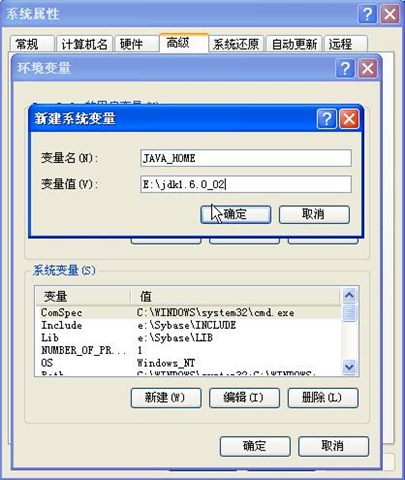 系统属性
常规 计算机名 硬件 高级 系统还原 自动更新 远程
环境变量
新建系统变量
变量名(N): JAVA_HOME
变量值(V): E:\jdk1.6.0_02
确定 取消
系统变量(S)
变量 值
ComSpec C:\WINDOWS\system32\cmd.exe
Include e:\Sybase\INCLUDE
Lib e:\Sybase\LIB
NUMBER_OF_PR... 1
OS Windows_NT
新建(W) 编辑(I) 删除(L)
确定 取消